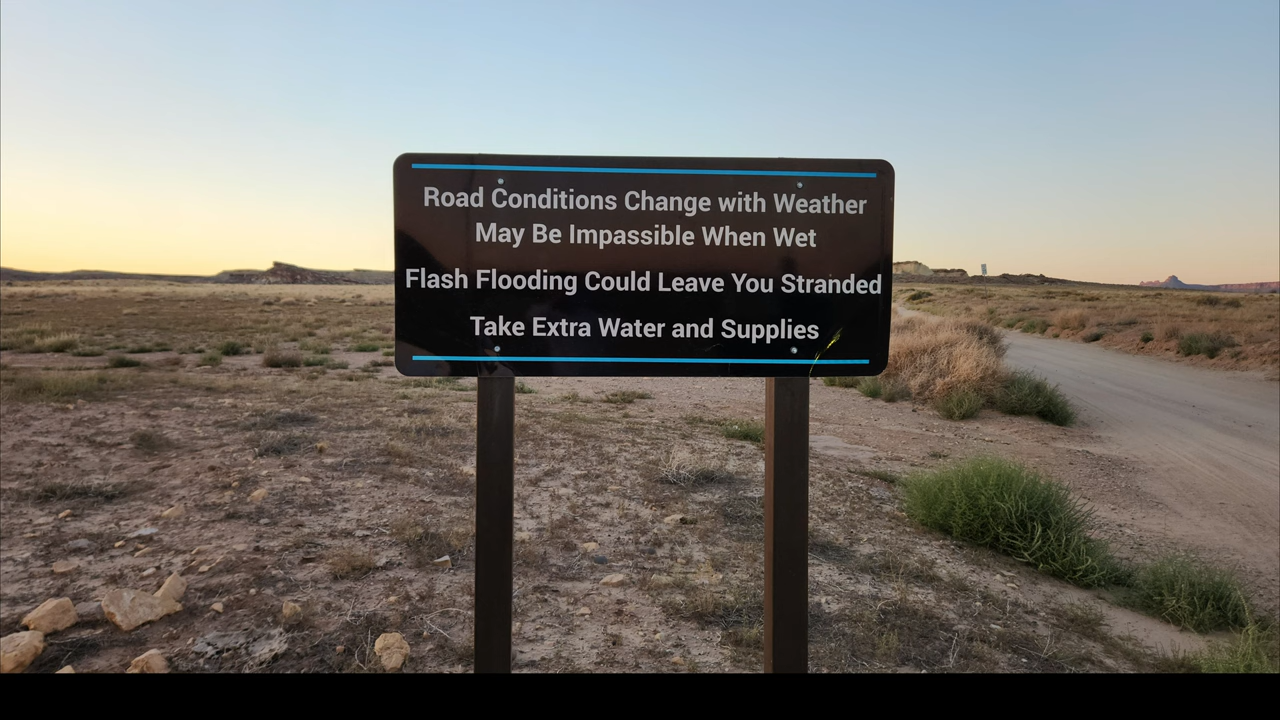 Road Conditions Change with Weather
May Be Impassible When Wet
Flash Flooding Could Leave You Stranded
Take Extra Water and Supplies